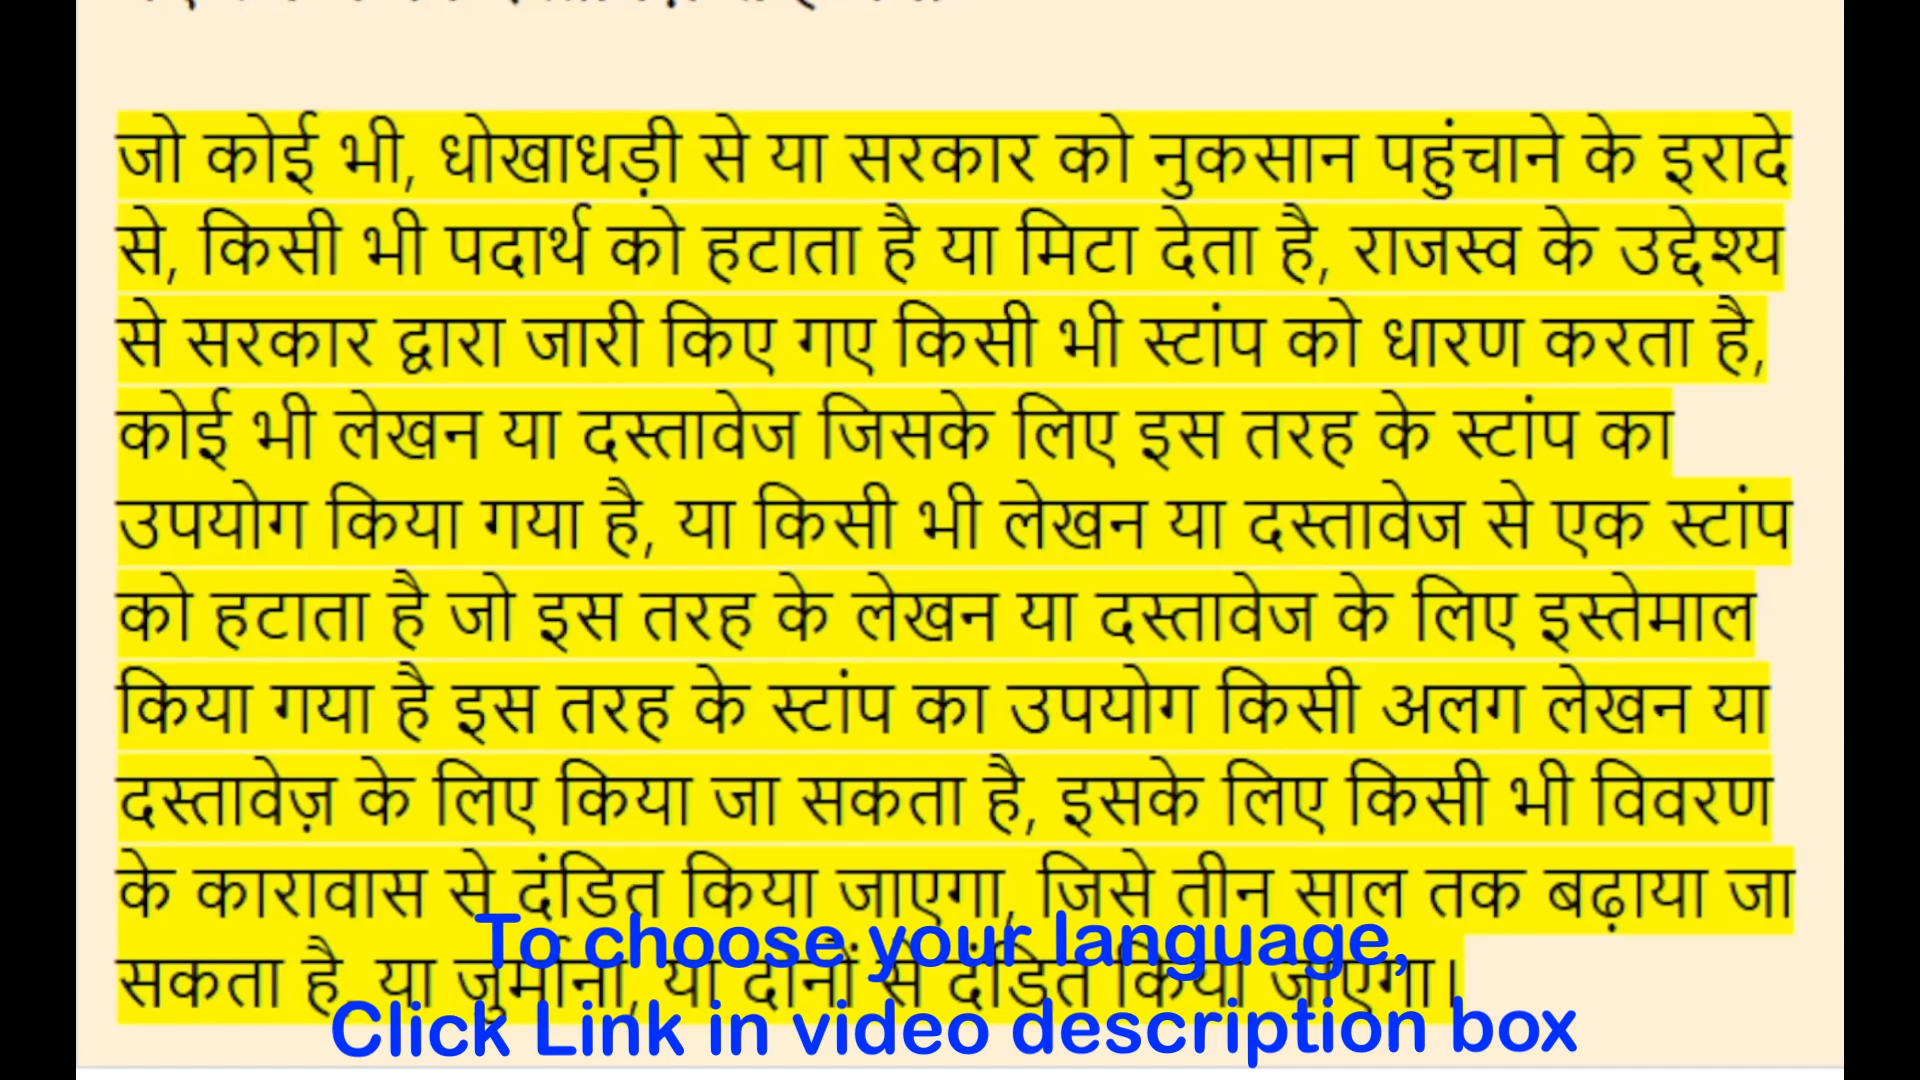 जो कोई भी, धोखाधड़ी से या सरकार को नुकसान पहुंचाने के इरादे
से, किसी भी पदार्थ को हटाता है या मिटा देता है, राजस्व के उद्देश्य
से सरकार द्वारा जारी किए गए किसी भी स्टांप को धारण करता है,
कोई भी लेखन या दस्तावेज जिसके लिए इस तरह के स्टांप का
उपयोग किया गया है, या किसी भी लेखन या दस्तावेज से एक स्टांप
को हटाता है जो इस तरह के लेखन या दस्तावेज के लिए इस्तेमाल
किया गया है इस तरह के स्टांप का उपयोग किसी अलग लेखन या
दस्तावेज़ के लिए किया जा सकता है, इसके लिए किसी भी विवरण
के कारावास से दंडित किया जाएगा, जिसे तीन साल तक बढ़ाया जा
सकता है, या जुर्माना, या दोनों से दंडित किया जाएगा।
To choose your language,
Click Link in video description box